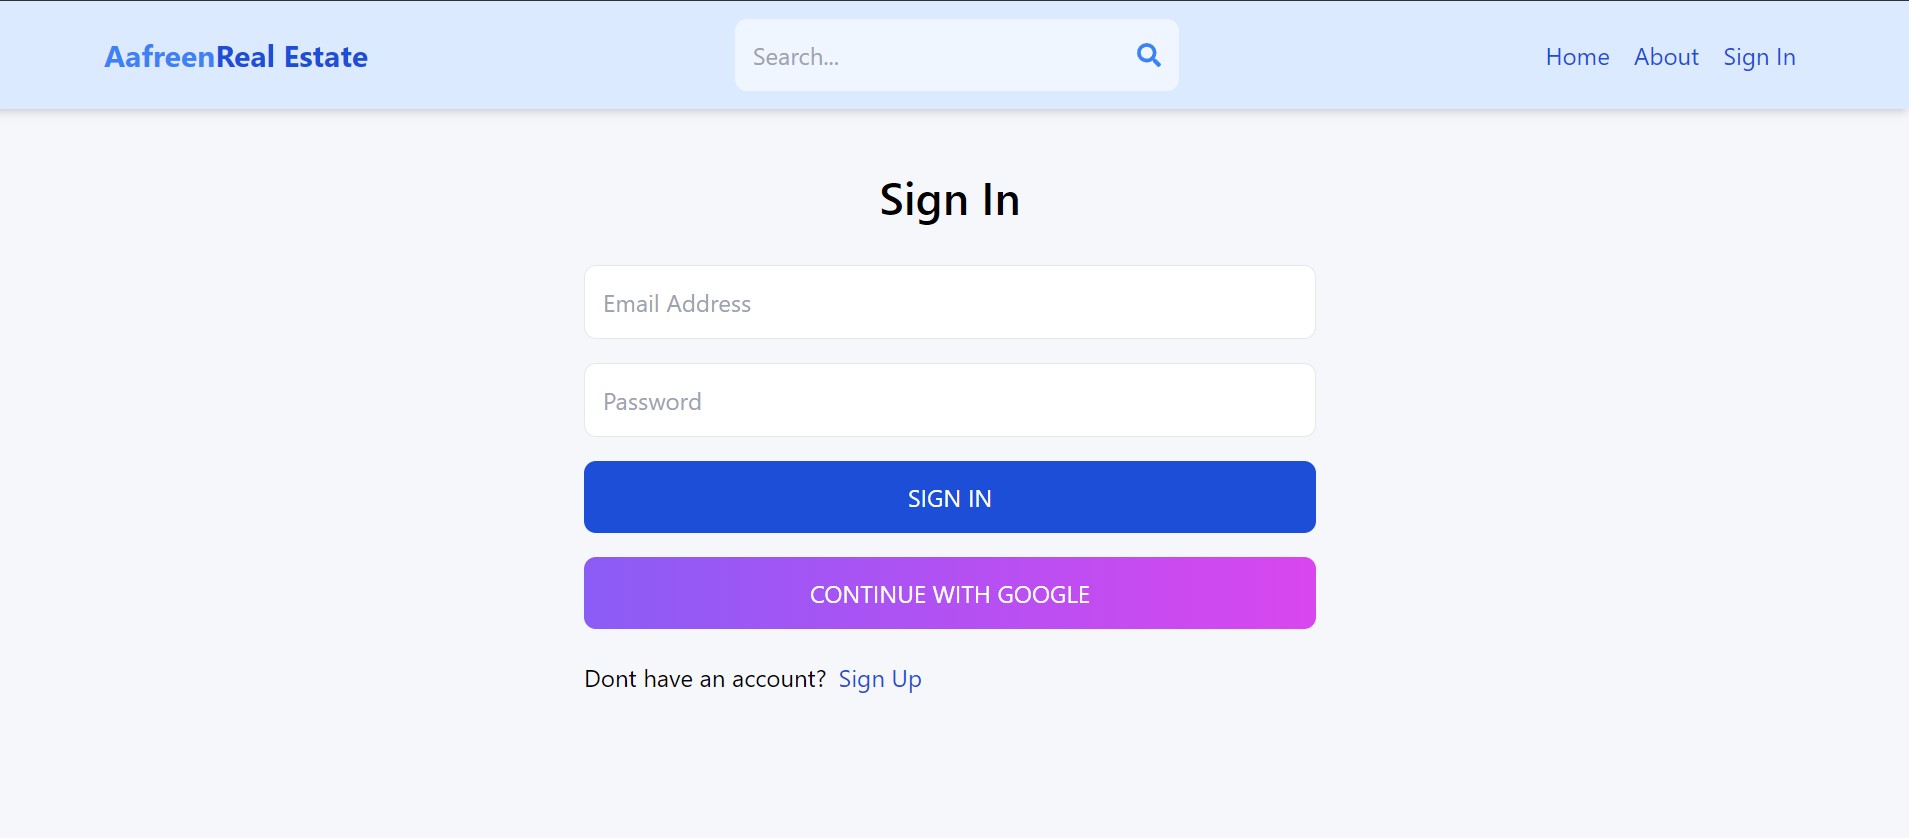 AafreenReal Estate
Search...
Home About Sign In
Sign In
Email Address
Password
SIGN IN
CONTINUE WITH GOOGLE
Dont have an account? Sign Up